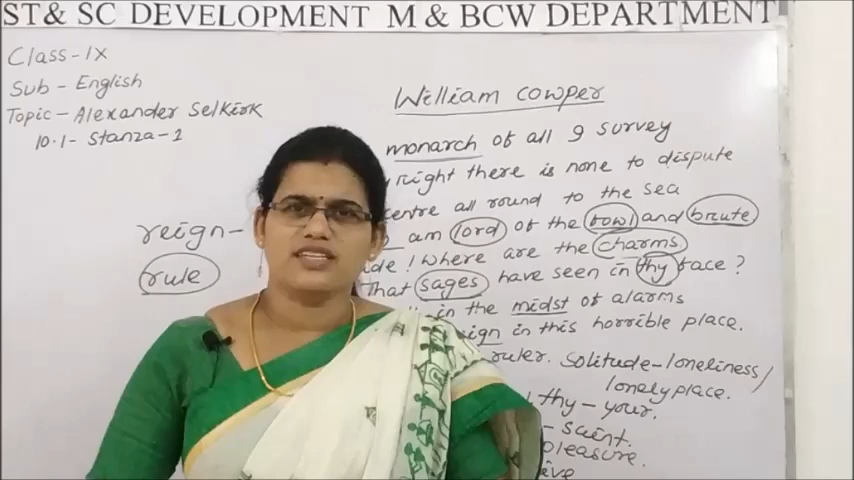 ST& SC DEVELOPMENT M & BCW DEPARTMENT
Class-IX
Sub - English
Topic - Alexander Selkirk
10.1- Stanza-1
William Cowper
monarch of all I survey
right there is none to dispute
centre all round to the sea
am lord of the fowl and brute
de! Where are the charms
That sages have seen in thy face?
in the midst of alarms
ign in this horrible place.
reign-
rule
ruler. Solitude-loneliness/
lonely place.
thy - your.
- saint.
pleasure.